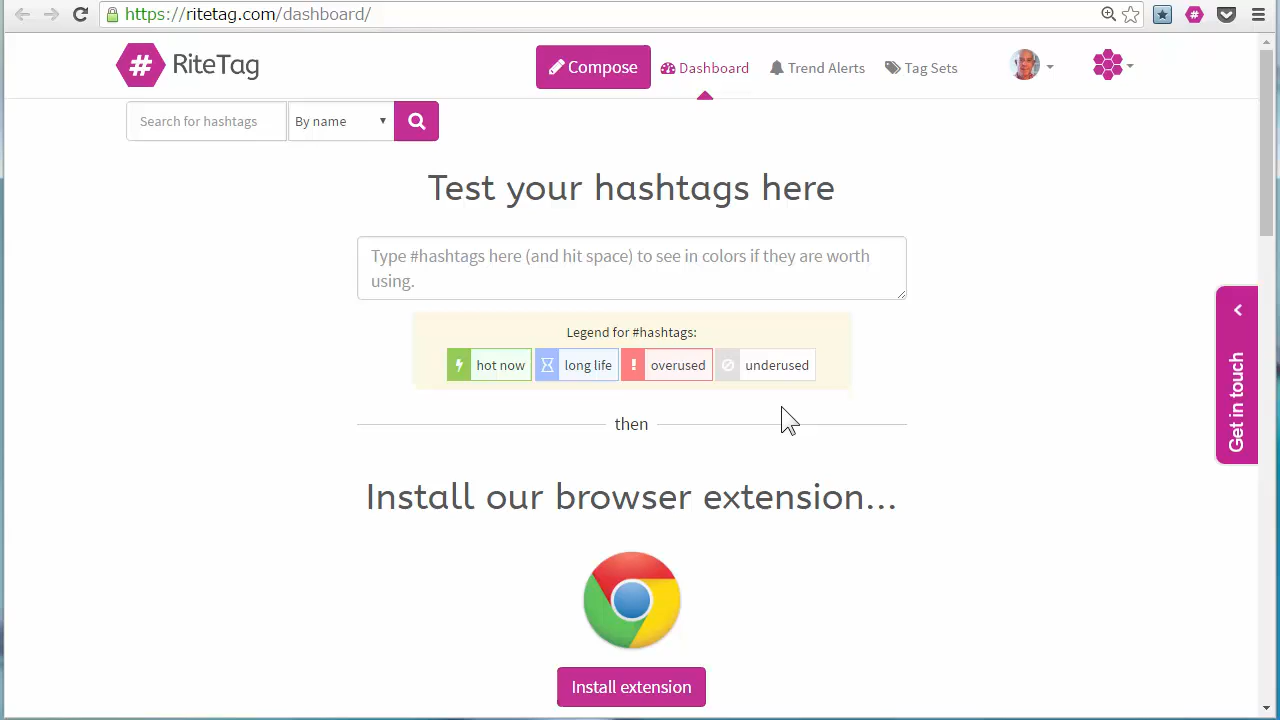 https://ritetag.com/dashboard/
# RiteTag
Compose
Dashboard
Trend Alerts
Tag Sets
Search for hashtags
By name
Test your hashtags here
Type #hashtags here (and hit space) to see in colors if they are worth
using.
Legend for #hashtags:
hot now
long life
overused
underused
then
Install our browser extension...
Install extension
Get in touch